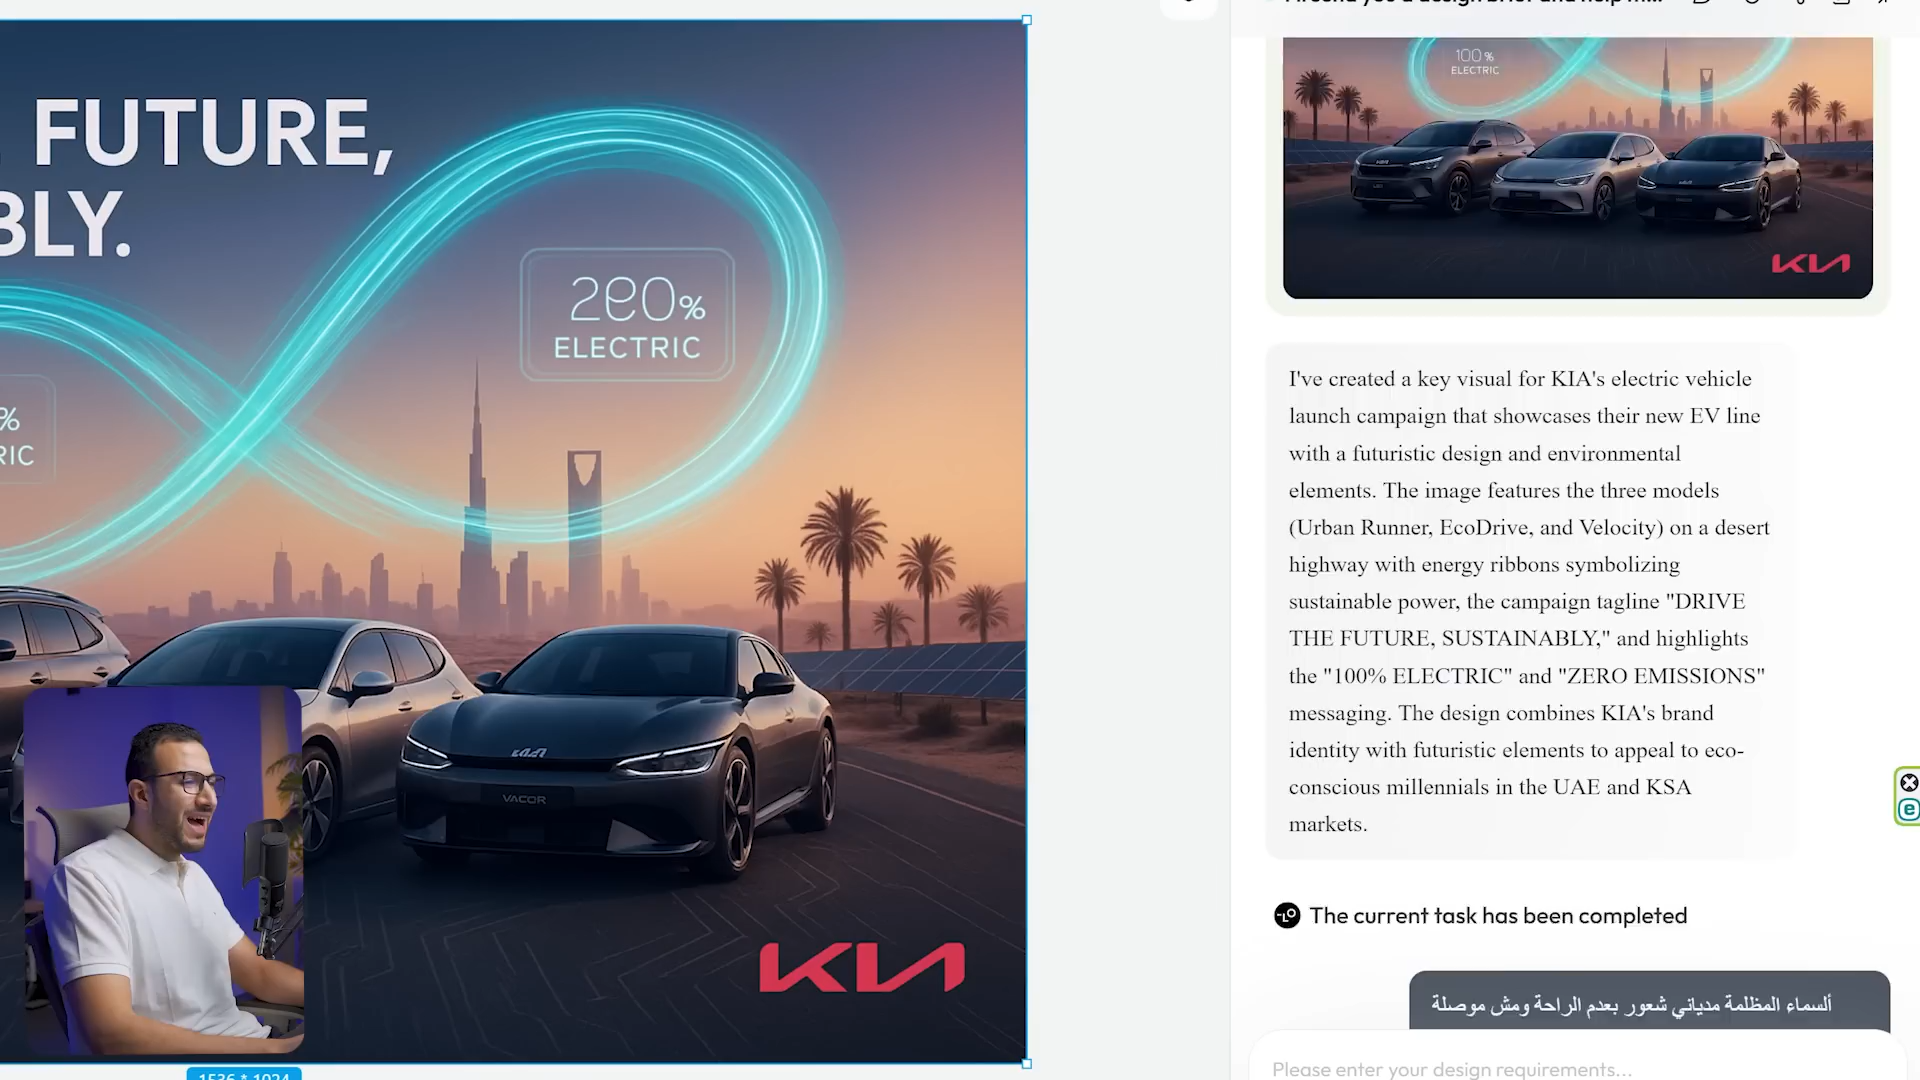 FUTURE,
BLY.
280%
ELECTRIC
%
RIC
VACOR
KIA
1536 * 1024
100 %
ELECTRIC
KIA
I've created a key visual for KIA's electric vehicle
launch campaign that showcases their new EV line
with a futuristic design and environmental
elements. The image features the three models
(Urban Runner, EcoDrive, and Velocity) on a desert
highway with energy ribbons symbolizing
sustainable power, the campaign tagline "DRIVE
THE FUTURE, SUSTAINABLY," and highlights
the "100% ELECTRIC" and "ZERO EMISSIONS"
messaging. The design combines KIA's brand
identity with futuristic elements to appeal to eco-
conscious millennials in the UAE and KSA
markets.
The current task has been completed
ألسماء المظلمة مدياني شعور بعدم الراحة ومش موصلة
Please enter your design requirements...